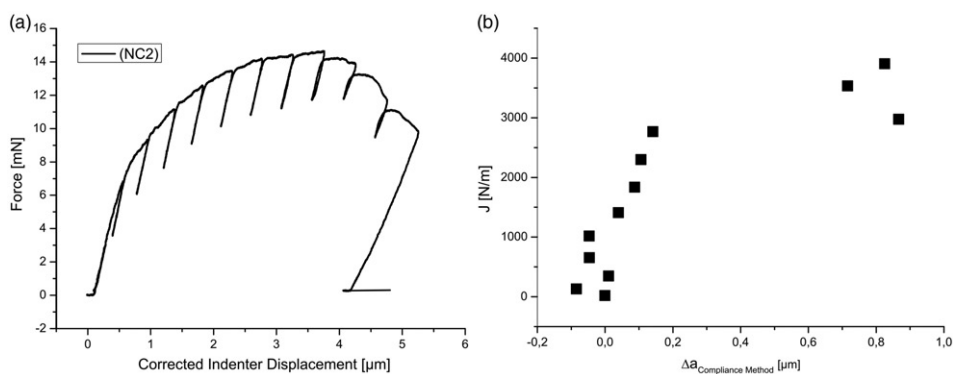 (a)
(NC2)
Force [mN]
16
14
12
10
8
6
4
2
0
-2
0 1 2 3 4 5 6
Corrected Indenter Displacement [µm]
(b)
J [N/m]
4000
3000
2000
1000
0
-0,2 0,0 0,2 0,4 0,6 0,8 1,0
Δa Compliance Method [µm]